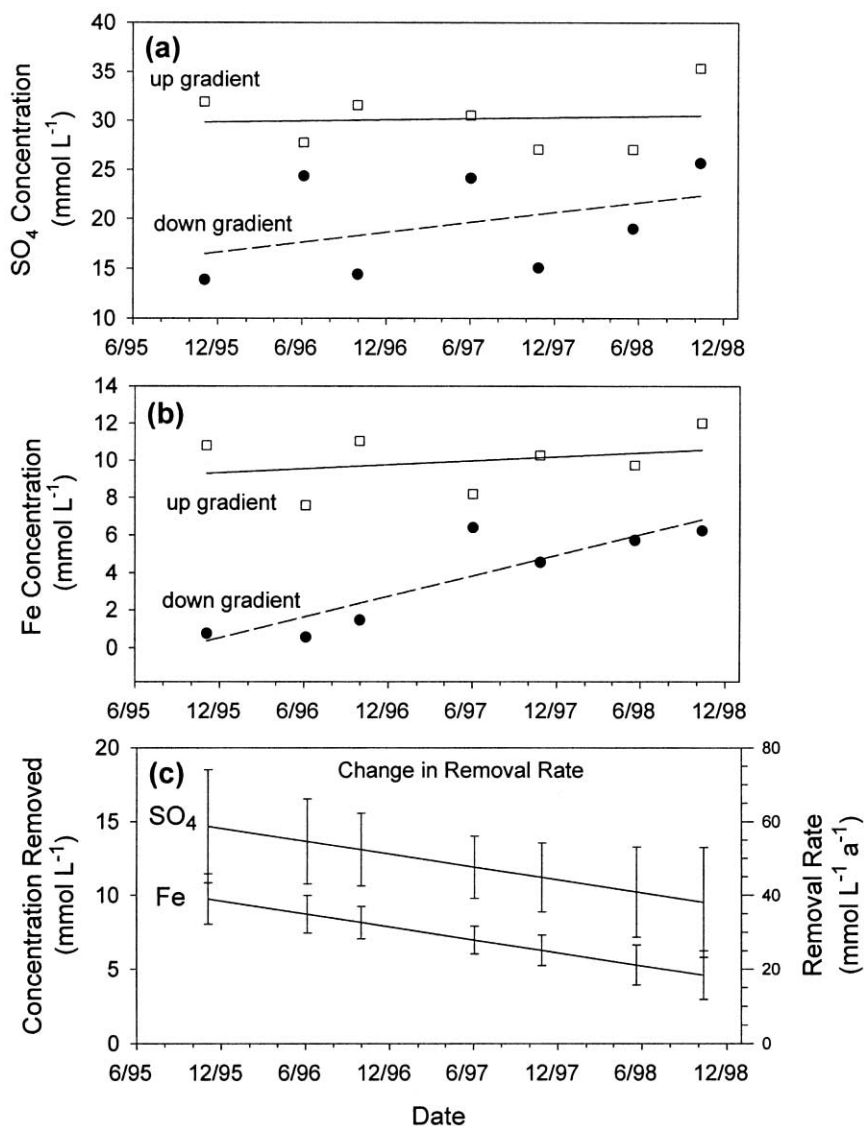 (a)
up gradient
down gradient
SO₄ Concentration
(mmol L⁻¹)
40
35
30
25
20
15
10
6/95 12/95 6/96 12/96 6/97 12/97 6/98 12/98
(b)
up gradient
down gradient
Fe Concentration
(mmol L⁻¹)
14
12
10
8
6
4
2
0
6/95 12/95 6/96 12/96 6/97 12/97 6/98 12/98
(c)
Change in Removal Rate
SO₄
Fe
Concentration Removed
(mmol L⁻¹)
20
15
10
5
0
80
60
40
20
0
Removal Rate
(mmol L⁻¹ a⁻¹)
6/95 12/95 6/96 12/96 6/97 12/97 6/98 12/98
Date